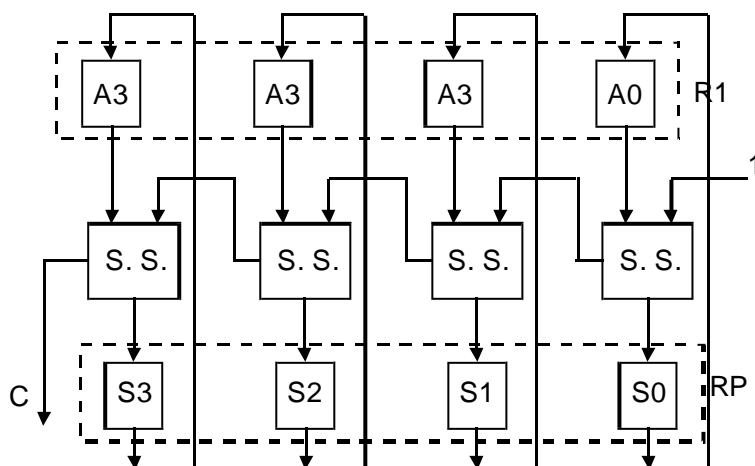 A3 A3 A3 A0 R1
1
S. S. S. S. S. S. S. S.
C S3 S2 S1 S0 RP